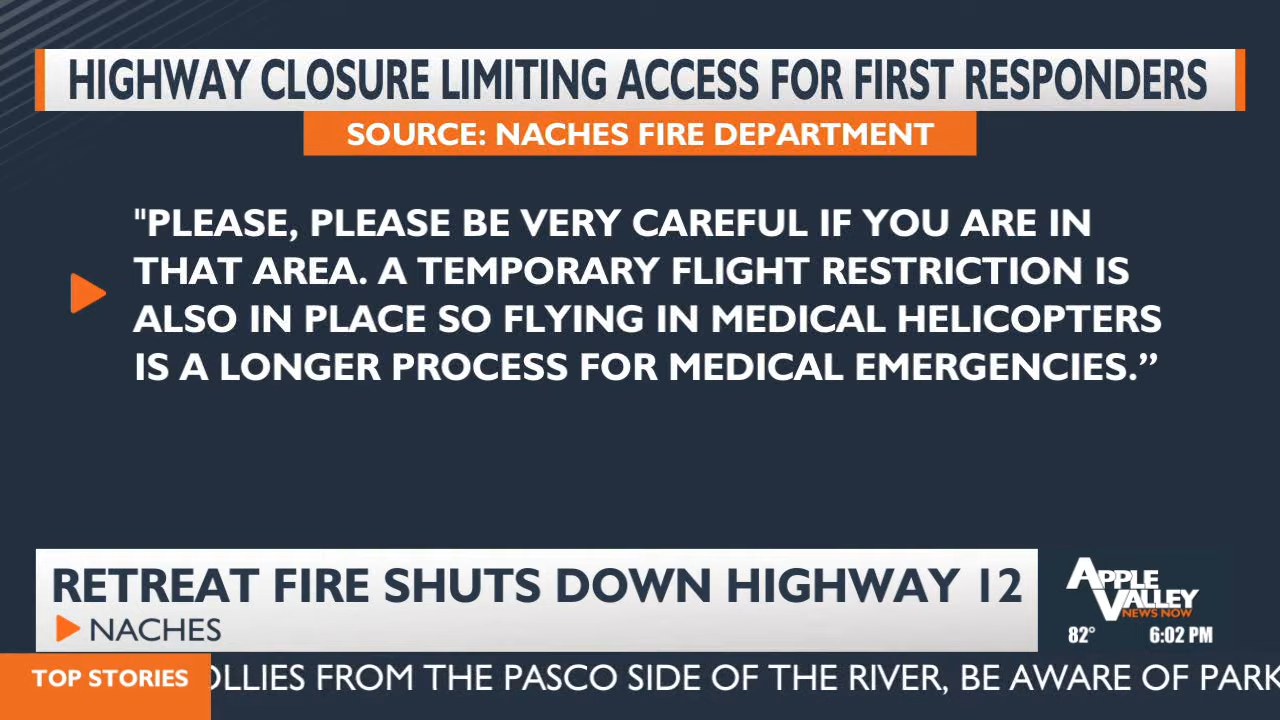 HIGHWAY CLOSURE LIMITING ACCESS FOR FIRST RESPONDERS
SOURCE: NACHES FIRE DEPARTMENT
"PLEASE, PLEASE BE VERY CAREFUL IF YOU ARE IN
THAT AREA. A TEMPORARY FLIGHT RESTRICTION IS
ALSO IN PLACE SO FLYING IN MEDICAL HELICOPTERS
IS A LONGER PROCESS FOR MEDICAL EMERGENCIES.”
RETREAT FIRE SHUTS DOWN HIGHWAY 12
NACHES
APPLE
VALLEY
NEWS NOW
82° 6:02 PM
TOP STORIES OLLIES FROM THE PASCO SIDE OF THE RIVER, BE AWARE OF PARK